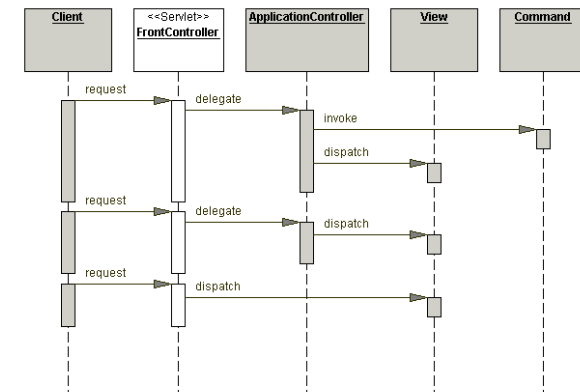 Client
<<Servlet>>
FrontController
ApplicationController
View
Command
request
delegate
invoke
dispatch
request
delegate
dispatch
request
dispatch